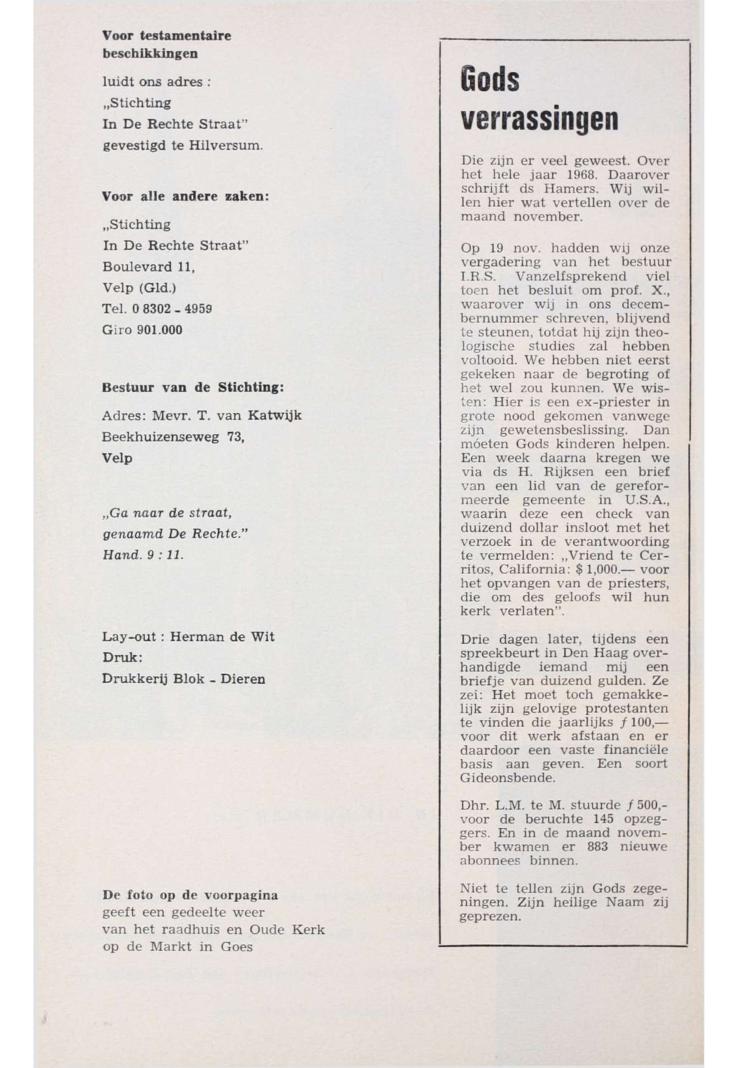 Voor testamentaire
beschikkingen
luidt ons adres :
„Stichting
In De Rechte Straat”
gevestigd te Hilversum.
Voor alle andere zaken:
„Stichting
In De Rechte Straat”
Boulevard 11,
Velp (Gld.)
Tel. 0 8302 - 4959
Giro 901.000
Bestuur van de Stichting:
Adres: Mevr. T. van Katwijk
Beekhuizenseweg 73,
Velp
„Ga naar de straat,
genaamd De Rechte.”
Hand. 9 : 11.
Lay-out : Herman de Wit
Druk:
Drukkerij Blok - Dieren
De foto op de voorpagina
geeft een gedeelte weer
van het raadhuis en Oude Kerk
op de Markt in Goes
Gods
verrassingen
Die zijn er veel geweest. Over
het hele jaar 1968. Daarover
schrijft ds Hamers. Wij wil-
len hier wat vertellen over de
maand november.
Op 19 nov. hadden wij onze
vergadering van het bestuur
I.R.S. Vanzelfsprekend viel
toen het besluit om prof. X.,
waarover wij in ons decem-
bernummer schreven, blijvend
te steunen, totdat hij zijn theo-
logische studies zal hebben
voltooid. We hebben niet eerst
gekeken naar de begroting of
het wel zou kunnen. We wis-
ten: Hier is een ex-priester in
grote nood gekomen vanwege
zijn gewetensbeslissing. Dan
móeten Gods kinderen helpen.
Een week daarna kregen we
via ds H. Rijksen een brief
van een lid van de gerefor-
meerde gemeente in U.S.A.,
waarin deze een check van
duizend dollar insloot met het
verzoek in de verantwoording
te vermelden: „Vriend te Cer-
ritos, California: $ 1,000.— voor
het opvangen van de priesters,
die om des geloofs wil hun
kerk verlaten”.
Drie dagen later, tijdens een
spreekbeurt in Den Haag over-
handigde iemand mij een
briefje van duizend gulden. Ze
zei: Het moet toch gemakke-
lijk zijn gelovige protestanten
te vinden die jaarlijks ƒ 100,—
voor dit werk afstaan en er
daardoor een vaste financiële
basis aan geven. Een soort
Gideonsbende.
Dhr. L.M. te M. stuurde ƒ 500,-
voor de beruchte 145 opzeg-
gers. En in de maand novem-
ber kwamen er 883 nieuwe
abonnees binnen.
Niet te tellen zijn Gods zege-
ningen. Zijn heilige Naam zij
geprezen.